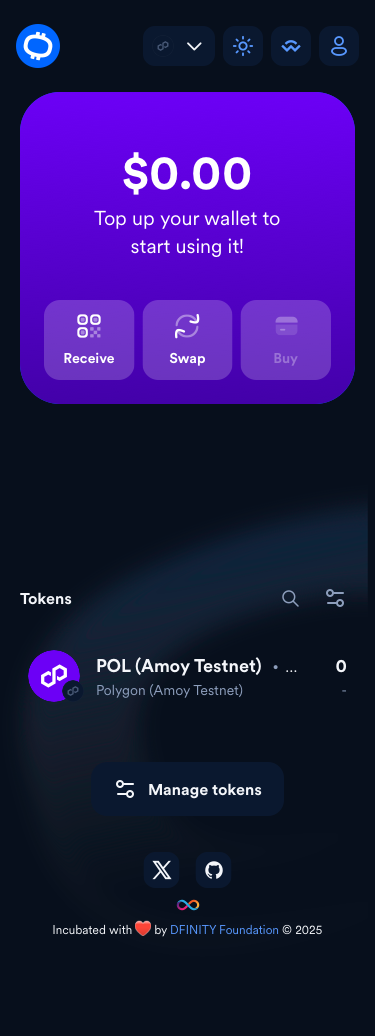 $0.00
Top up your wallet to
start using it!
Receive
Swap
Buy
Tokens
POL (Amoy Testnet) • ...
0
Polygon (Amoy Testnet)
-
Manage tokens
Incubated with ❤️ by DFINITY Foundation © 2025